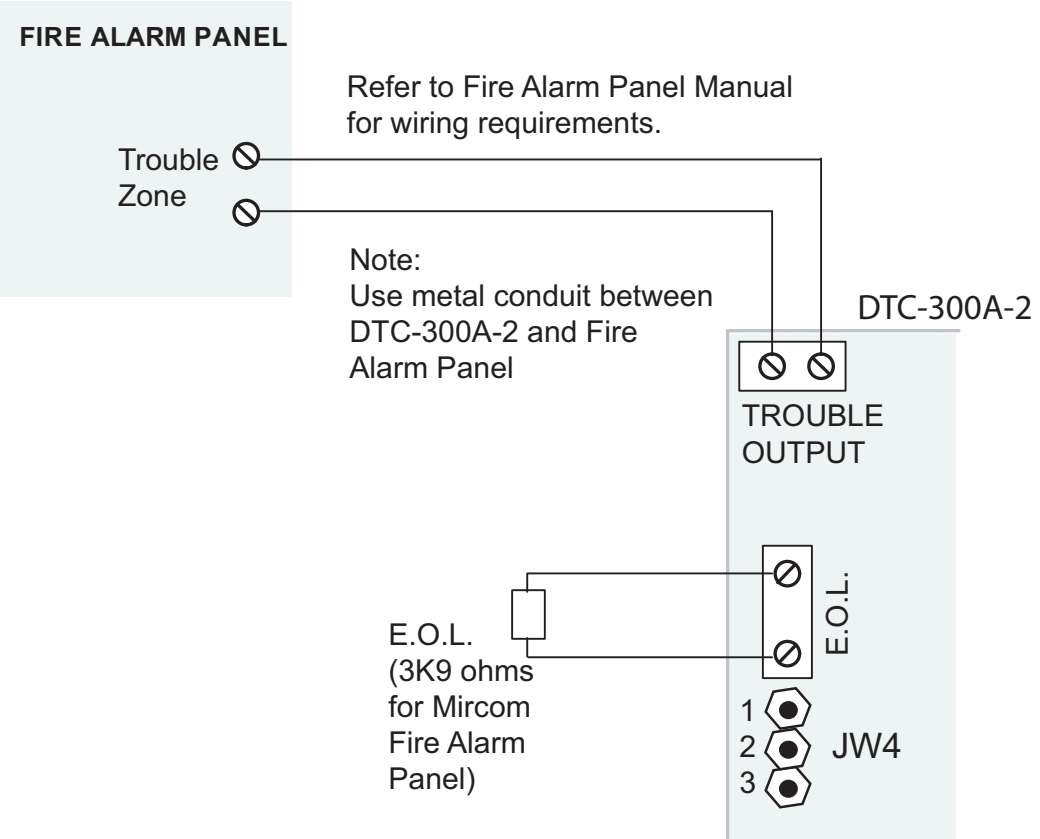 FIRE ALARM PANEL
Refer to Fire Alarm Panel Manual
for wiring requirements.
Trouble
Zone
Note:
Use metal conduit between
DTC-300A-2 and Fire
Alarm Panel
DTC-300A-2
TROUBLE
OUTPUT
E.O.L.
E.O.L.
(3K9 ohms
for Mircom
Fire Alarm
Panel)
1
2
3
JW4